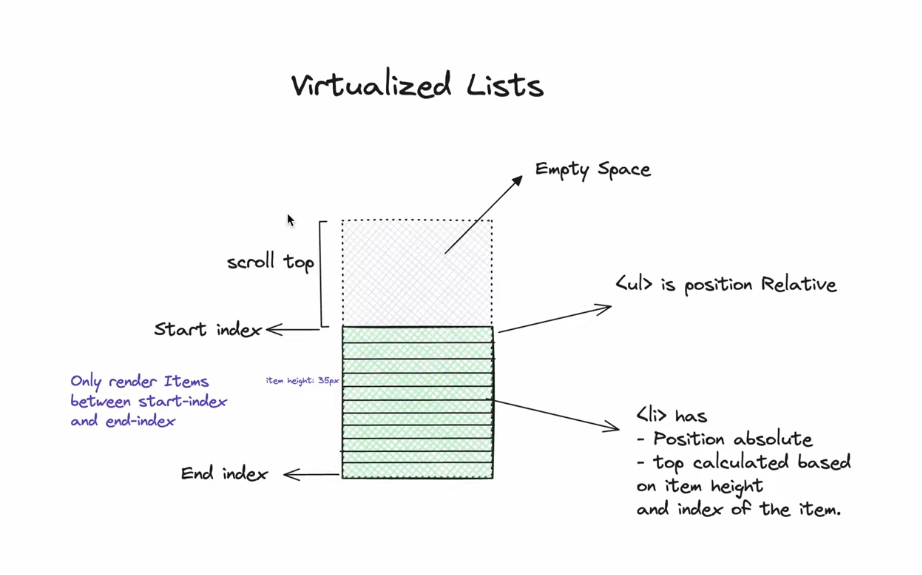 Virtualized Lists
Empty Space
scroll top
<ul> is position Relative
Start index
Only render Items
between start-index
and end-index
item height: 35px
<li> has
- Position absolute
- top calculated based
on item height
and index of the item.
End index